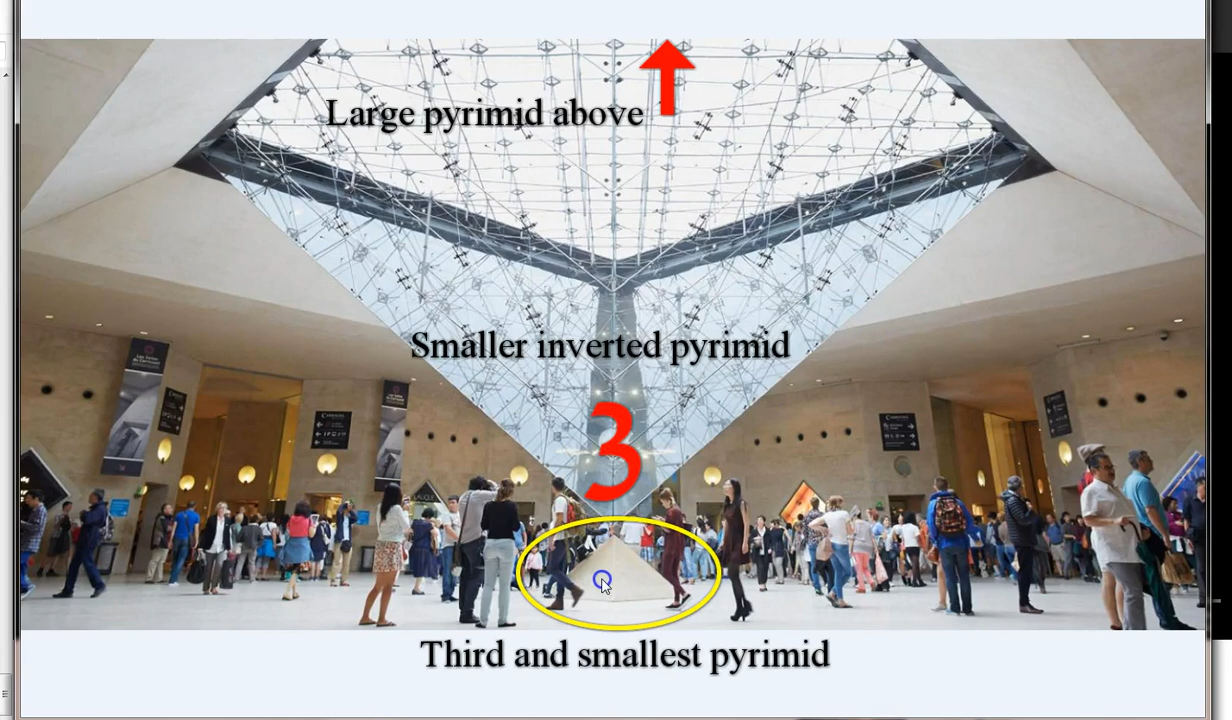 Large pyrimid above
Smaller inverted pyrimid
3
Third and smallest pyrimid